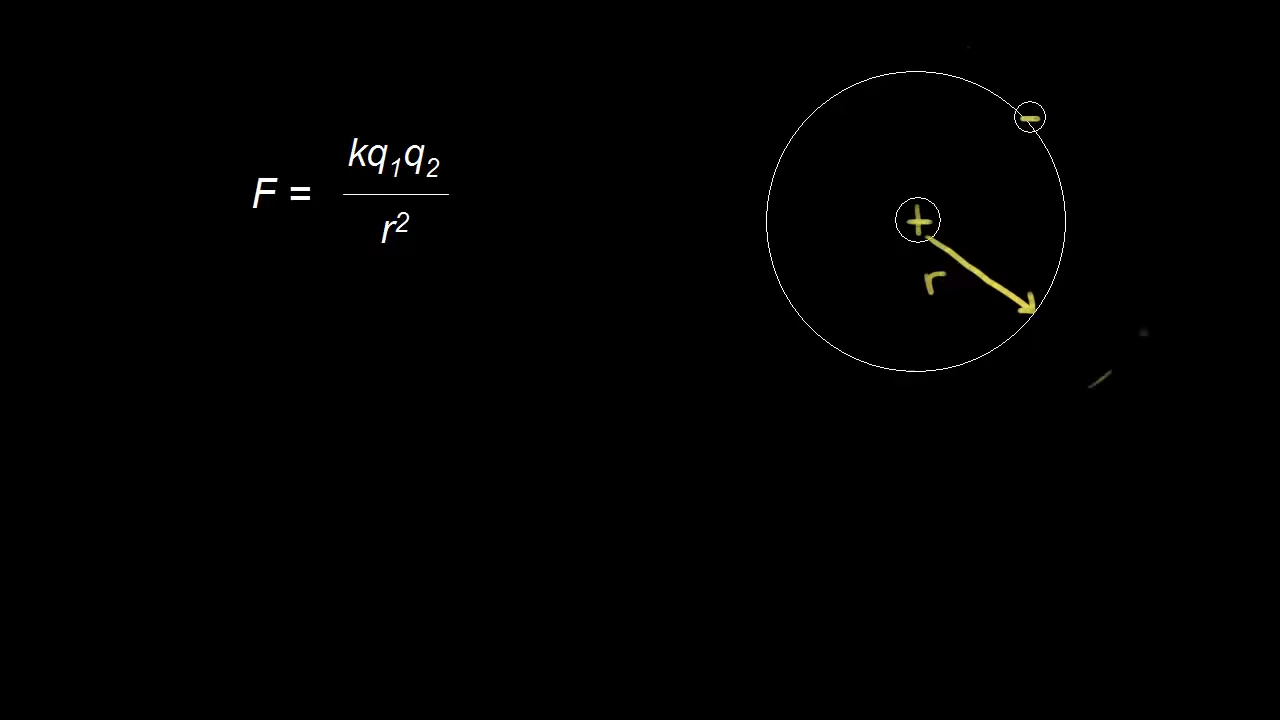 F = kq₁q₂
r²
+
-
r